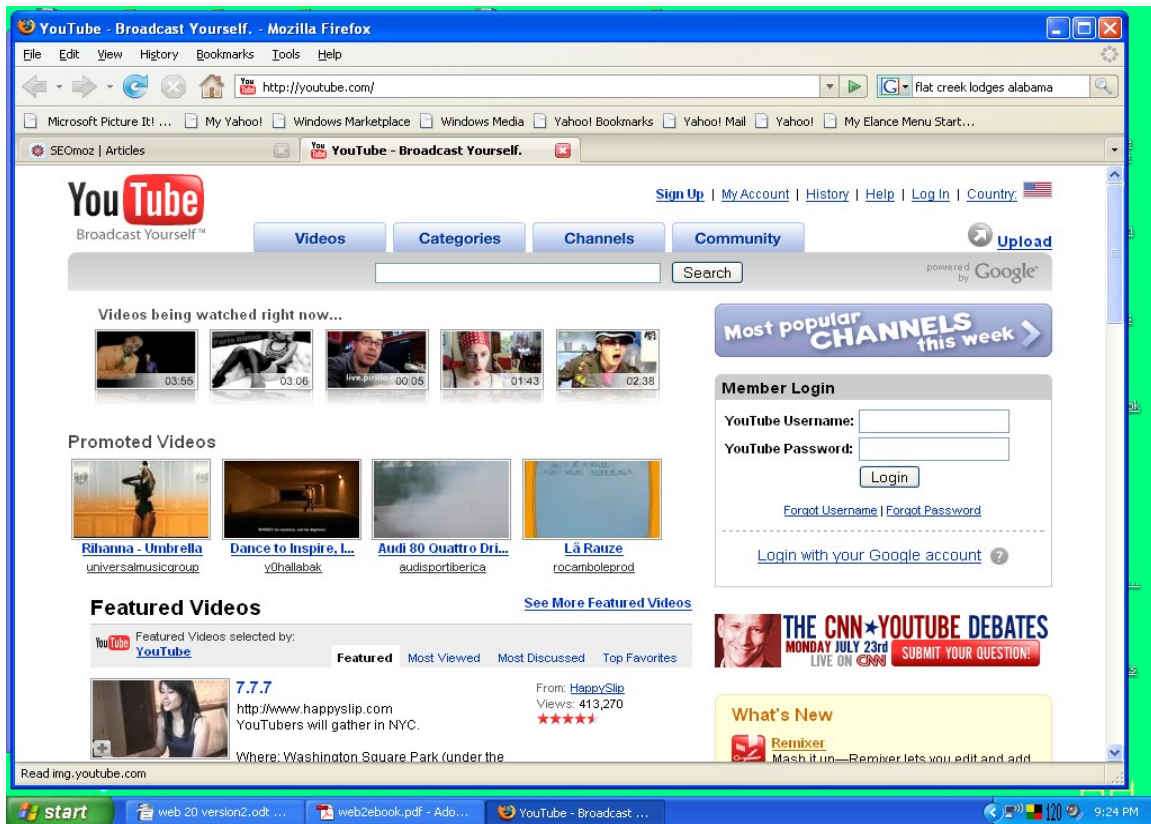 YouTube - Broadcast Yourself. - Mozilla Firefox
File Edit View History Bookmarks Tools Help
http://youtube.com/
flat creek lodges alabama
Microsoft Picture It! ... My Yahoo! Windows Marketplace Windows Media Yahoo! Bookmarks Yahoo! Mail Yahoo! My Elance Menu Start...
SEOmoz | Articles YouTube - Broadcast Yourself.
You Tube
Broadcast Yourself™
Sign Up | My Account | History | Help | Log In | Country:
Videos Categories Channels Community
Upload
Search
powered by Google™
Videos being watched right now...
03:55 03:06 live.pirillo. 00:05 01:43 02:38
Most popular CHANNELS this week
Member Login
YouTube Username:
YouTube Password:
Login
Forgot Username | Forgot Password
Login with your Google account ?
Promoted Videos
Rihanna - Umbrella Dance to Inspire, I... Audi 80 Quattro Dri... Lä Rauze
universalmusicgroup y0hallabak audisportiberica rocamboleprod
Featured Videos
See More Featured Videos
You Tube
Featured Videos selected by:
YouTube
Featured Most Viewed Most Discussed Top Favorites
7.7.7
http://www.happyslip.com
YouTubers will gather in NYC.
Where: Washington Square Park (under the
From: HappySlip
Views: 413,270
THE CNN★YOUTUBE DEBATES
MONDAY JULY 23rd
LIVE ON CNN
SUBMIT YOUR QUESTION!
What's New
Remixer
Mash it up—Remixer lets you edit and add
Read img.youtube.com
start web 20 version2.odt ... web2ebook.pdf - Ado... YouTube - Broadcast ... 120 9:24 PM